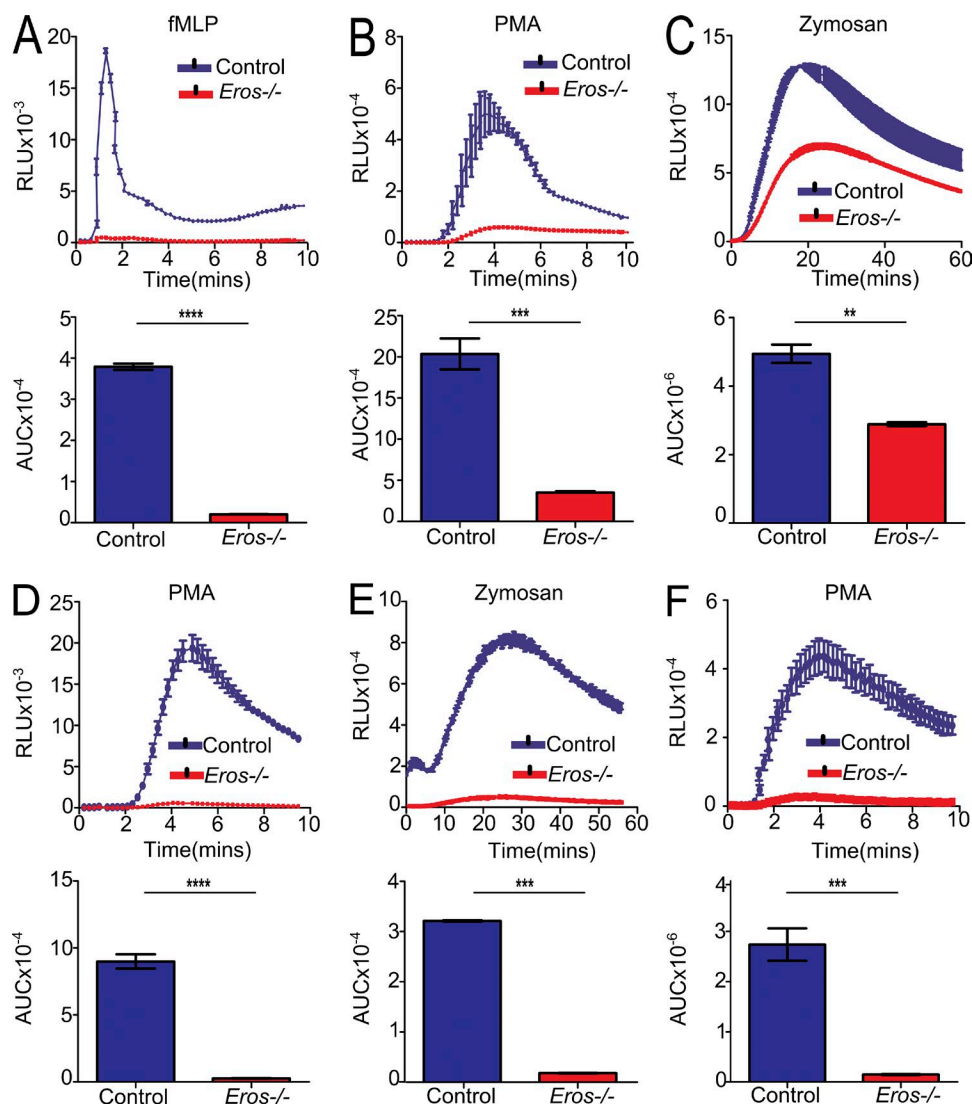 A
fMLP
RLUx10-3
20
15
10
5
0
Control
Eros-/-
0 2 4 6 8 10
Time(mins)
AUCx10-4
5
4
3
2
1
0
****
Control Eros-/-
B
PMA
RLUx10-4
8
6
4
2
0
Control
Eros-/-
0 2 4 6 8 10
Time(mins)
AUCx10-4
25
20
15
10
5
0
***
Control Eros-/-
C
Zymosan
RLUx10-4
15
10
5
0
Control
Eros-/-
0 20 40 60
Time(mins)
AUCx10-6
6
4
2
0
**
Control Eros-/-
D
PMA
RLUx10-3
25
20
15
10
5
0
Control
Eros-/-
0 2 4 6 8 10
Time(mins)
AUCx10-4
15
10
5
0
****
Control Eros-/-
E
Zymosan
RLUx10-4
10
8
6
4
2
0
Control
Eros-/-
0 10 20 30 40 50 60
Time(mins)
AUCx10-4
4
3
2
1
0
***
Control Eros-/-
F
PMA
RLUx10-4
6
4
2
0
Control
Eros-/-
0 2 4 6 8 10
Time(mins)
AUCx10-6
4
3
2
1
0
***
Control Eros-/-